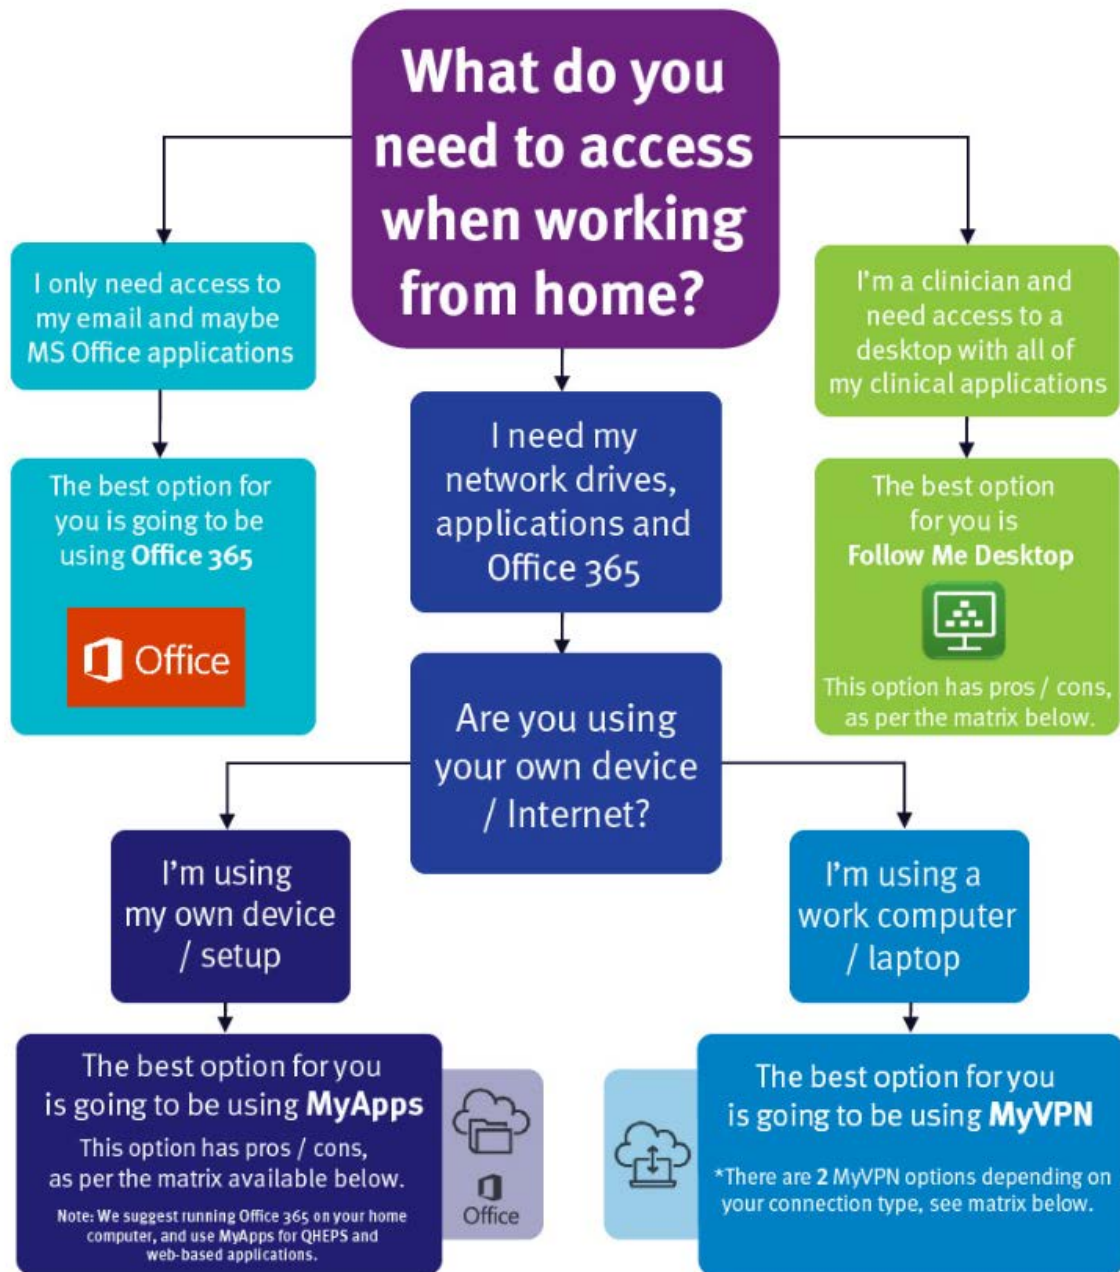 What do you
need to access
when working
from home?
I only need access to
my email and maybe
MS Office applications
The best option for
you is going to be
using Office 365
Office
I need my
network drives,
applications and
Office 365
I'm a clinician and
need access to a
desktop with all of
my clinical applications
The best option
for you is
Follow Me Desktop
This option has pros / cons,
as per the matrix below.
Are you using
your own device
/ Internet?
I'm using
my own device
/ setup
The best option for you
is going to be using MyApps
This option has pros / cons,
as per the matrix available below.
Note: We suggest running Office 365 on your home
computer, and use MyApps for QHEPS and
web-based applications.
Office
I'm using a
work computer
/ laptop
The best option for you
is going to be using MyVPN
*There are 2 MyVPN options depending on
your connection type, see matrix below.